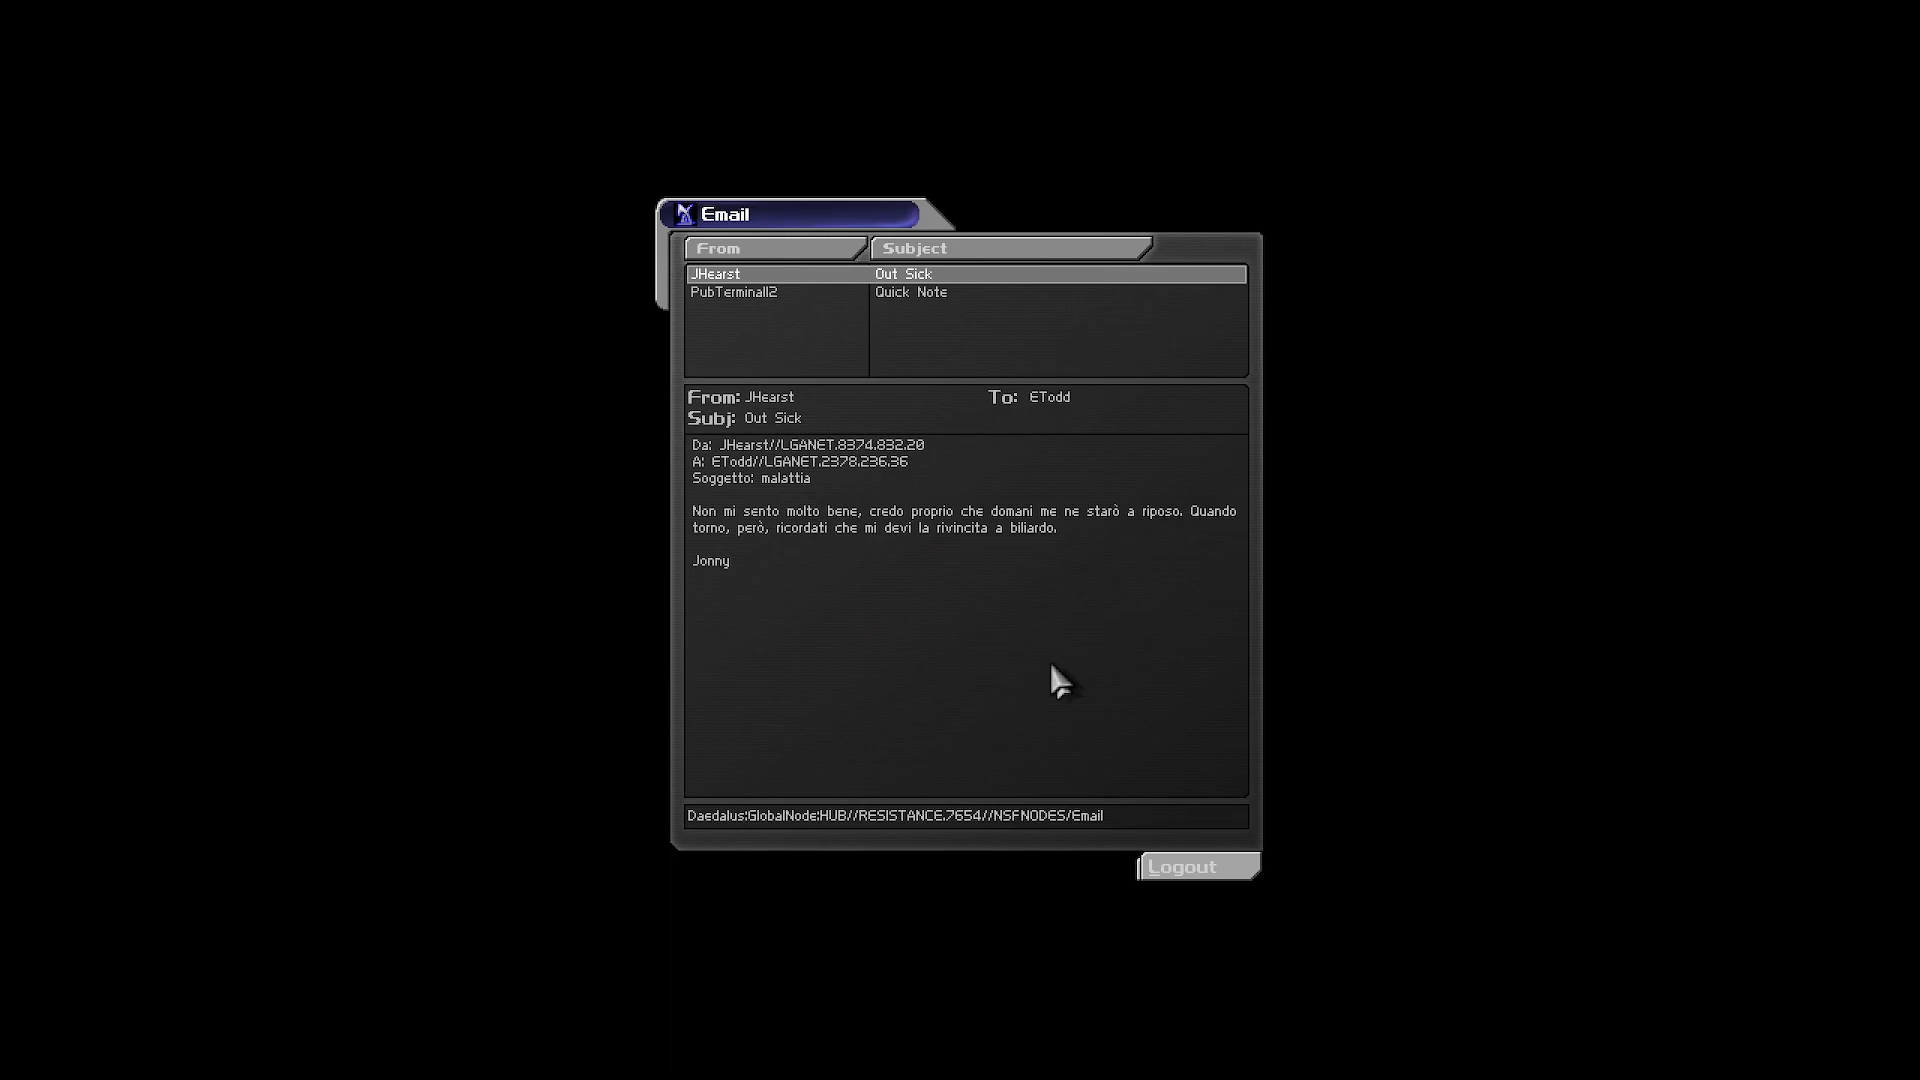 Email
From Subject
JHearst Out Sick
PubTerminal12 Quick Note
From: JHearst To: ETodd
Subj: Out Sick
Da: JHearst//LGANET.8374.832.20
A: ETodd//LGANET.2378.236.36
Soggetto: malattia
Non mi sento molto bene, credo proprio che domani me ne starò a riposo. Quando
torno, però, ricordati che mi devi la rivincita a biliardo.
Jonny
Daedalus:GlobalNode:HUB//RESISTANCE.7654//NSFNODES/Email
Logout